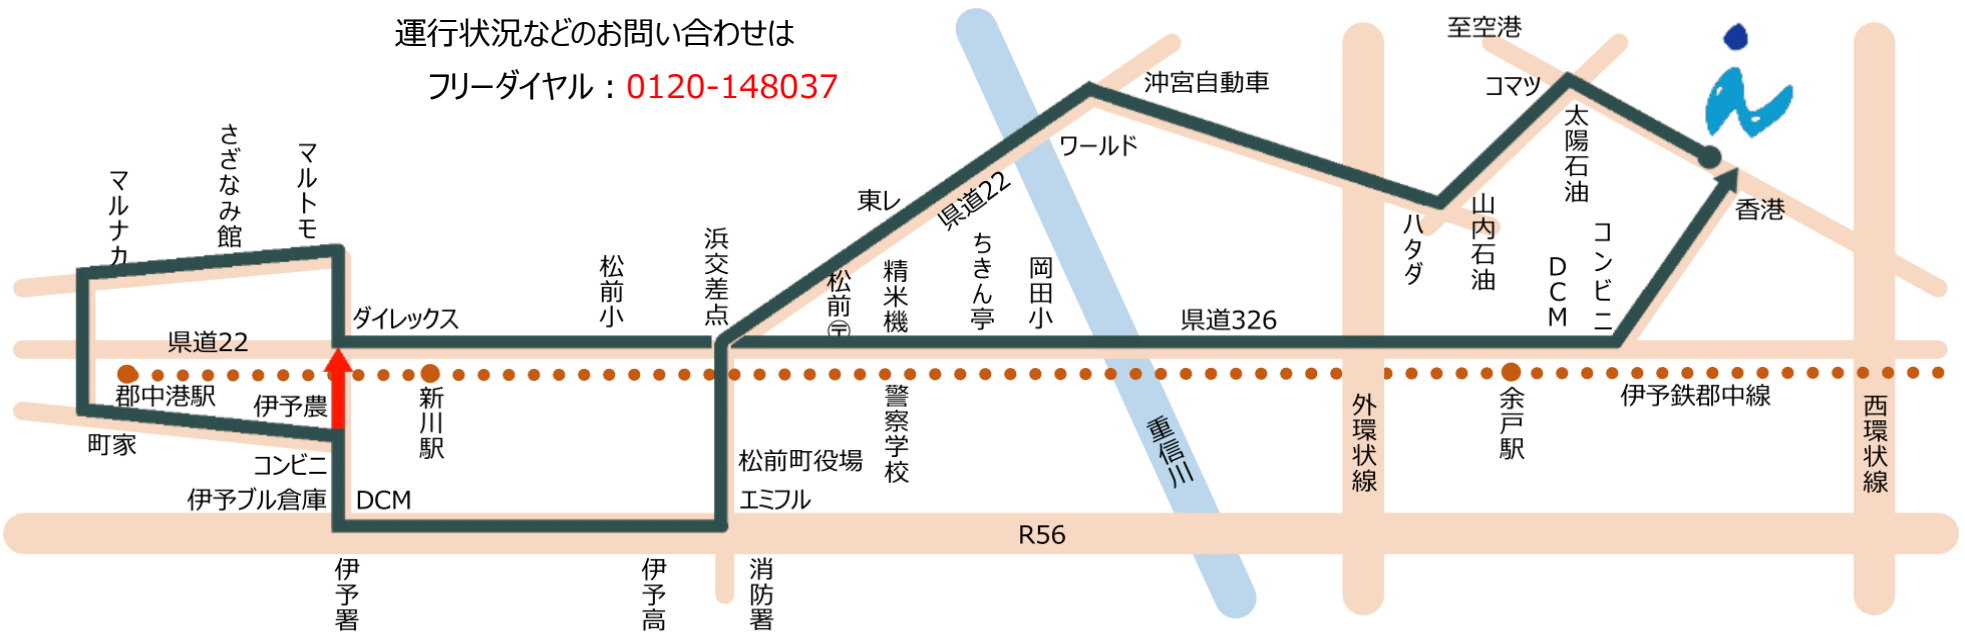 運行状況などのお問い合わせは
フリーダイヤル：0120-148037
至空港
コマツ
沖宮自動車
太陽石油
ワールド
さざなみ館
マルトモ
マルナカ
東レ
県道22
香港
山内石油
ハタダ
コンビニ
DCM
浜交差点
松前小
松前〶
精米機
ちきん亭
岡田小
ダイレックス
県道326
県道22
郡中港駅
伊予農
新川駅
警察学校
外環状線
余戸駅
伊予鉄郡中線
西環状線
町家
コンビニ
松前町役場
重信川
伊予ブル倉庫
DCM
エミフル
R56
伊予署
伊予高
消防署